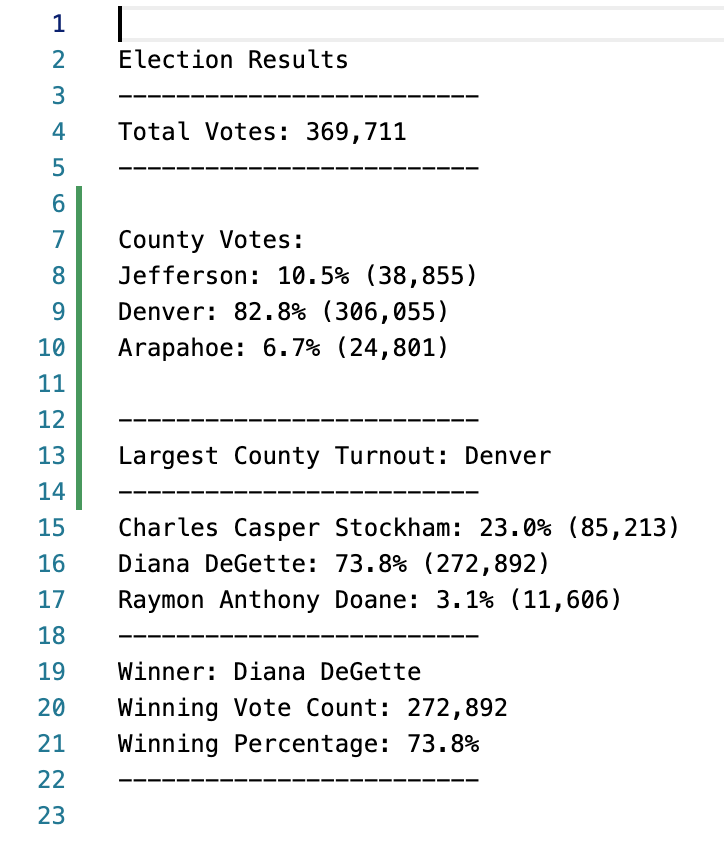 1
2 Election Results
3 -------------------------
4 Total Votes: 369,711
5 -------------------------
6
7 County Votes:
8 Jefferson: 10.5% (38,855)
9 Denver: 82.8% (306,055)
10 Arapahoe: 6.7% (24,801)
11
12 -------------------------
13 Largest County Turnout: Denver
14 -------------------------
15 Charles Casper Stockham: 23.0% (85,213)
16 Diana DeGette: 73.8% (272,892)
17 Raymon Anthony Doane: 3.1% (11,606)
18 -------------------------
19 Winner: Diana DeGette
20 Winning Vote Count: 272,892
21 Winning Percentage: 73.8%
22 -------------------------
23